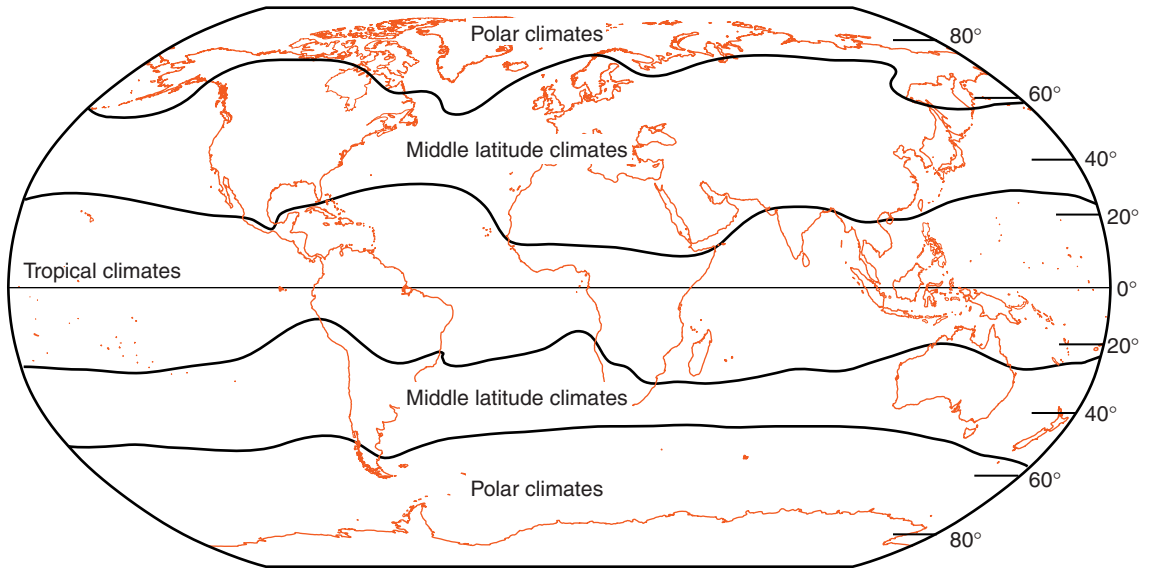 Polar climates
80°
60°
Middle latitude climates
40°
20°
Tropical climates
0°
20°
Middle latitude climates
40°
60°
Polar climates
80°